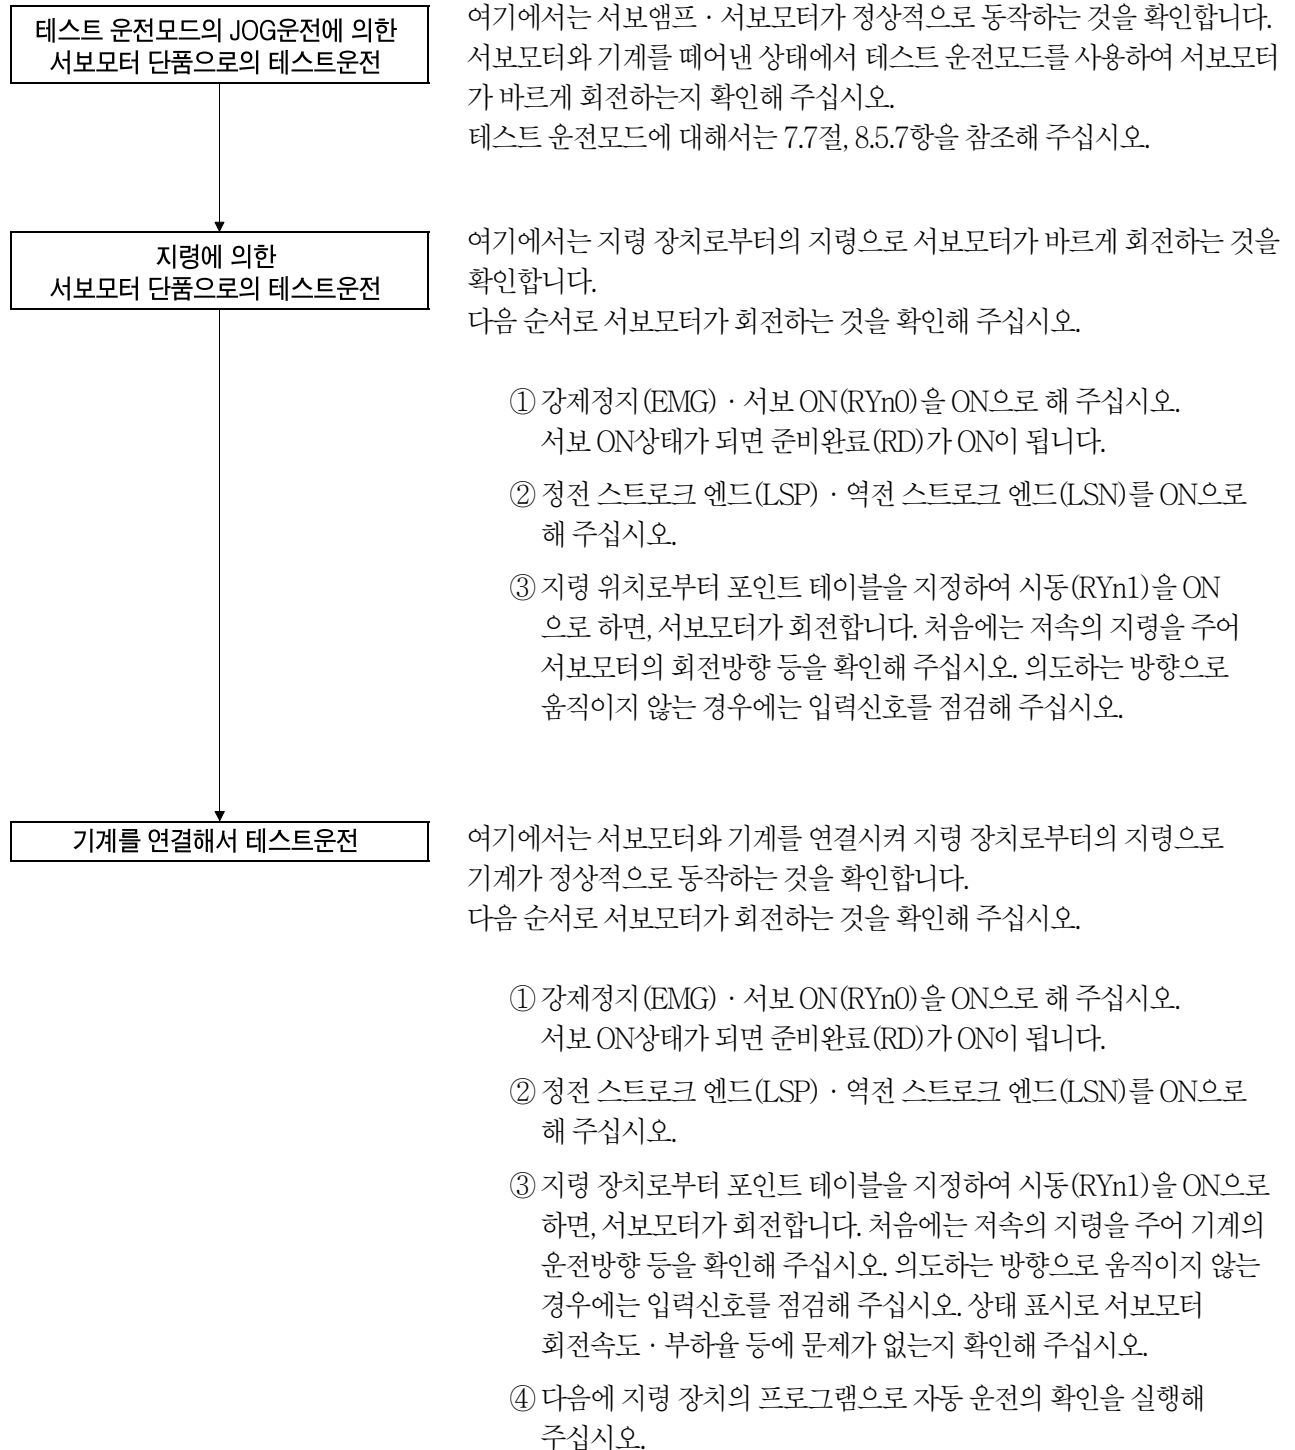 테스트 운전모드의 JOG운전에 의한
서보모터 단품으로의 테스트운전
여기에서는 서보앰프 · 서보모터가 정상적으로 동작하는 것을 확인합니다.
서보모터와 기계를 떼어낸 상태에서 테스트 운전모드를 사용하여 서보모터
가 바르게 회전하는지 확인해 주십시오.
테스트 운전모드에 대해서는 7.7절, 8.5.7항을 참조해 주십시오.
지령에 의한
서보모터 단품으로의 테스트운전
여기에서는 지령 장치로부터의 지령으로 서보모터가 바르게 회전하는 것을
확인합니다.
다음 순서로 서보모터가 회전하는 것을 확인해 주십시오.
① 강제정지(EMG) · 서보 ON(RYn0)을 ON으로 해 주십시오.
서보 ON상태가 되면 준비완료(RD)가 ON이 됩니다.
② 정전 스트로크 엔드(LSP) · 역전 스트로크 엔드(LSN)를 ON으로
해 주십시오.
③ 지령 위치로부터 포인트 테이블을 지정하여 시동(RYn1)을 ON
으로 하면, 서보모터가 회전합니다. 처음에는 저속의 지령을 주어
서보모터의 회전방향 등을 확인해 주십시오. 의도하는 방향으로
움직이지 않는 경우에는 입력신호를 점검해 주십시오.
기계를 연결해서 테스트운전
여기에서는 서보모터와 기계를 연결시켜 지령 장치로부터의 지령으로
기계가 정상적으로 동작하는 것을 확인합니다.
다음 순서로 서보모터가 회전하는 것을 확인해 주십시오.
① 강제정지(EMG) · 서보 ON(RYn0)을 ON으로 해 주십시오.
서보 ON상태가 되면 준비완료(RD)가 ON이 됩니다.
② 정전 스트로크 엔드(LSP) · 역전 스트로크 엔드(LSN)를 ON으로
해 주십시오.
③ 지령 장치로부터 포인트 테이블을 지정하여 시동(RYn1)을 ON으로
하면, 서보모터가 회전합니다. 처음에는 저속의 지령을 주어 기계의
운전방향 등을 확인해 주십시오. 의도하는 방향으로 움직이지 않는
경우에는 입력신호를 점검해 주십시오. 상태 표시로 서보모터
회전속도 · 부하율 등에 문제가 없는지 확인해 주십시오.
④ 다음에 지령 장치의 프로그램으로 자동 운전의 확인을 실행해
주십시오.